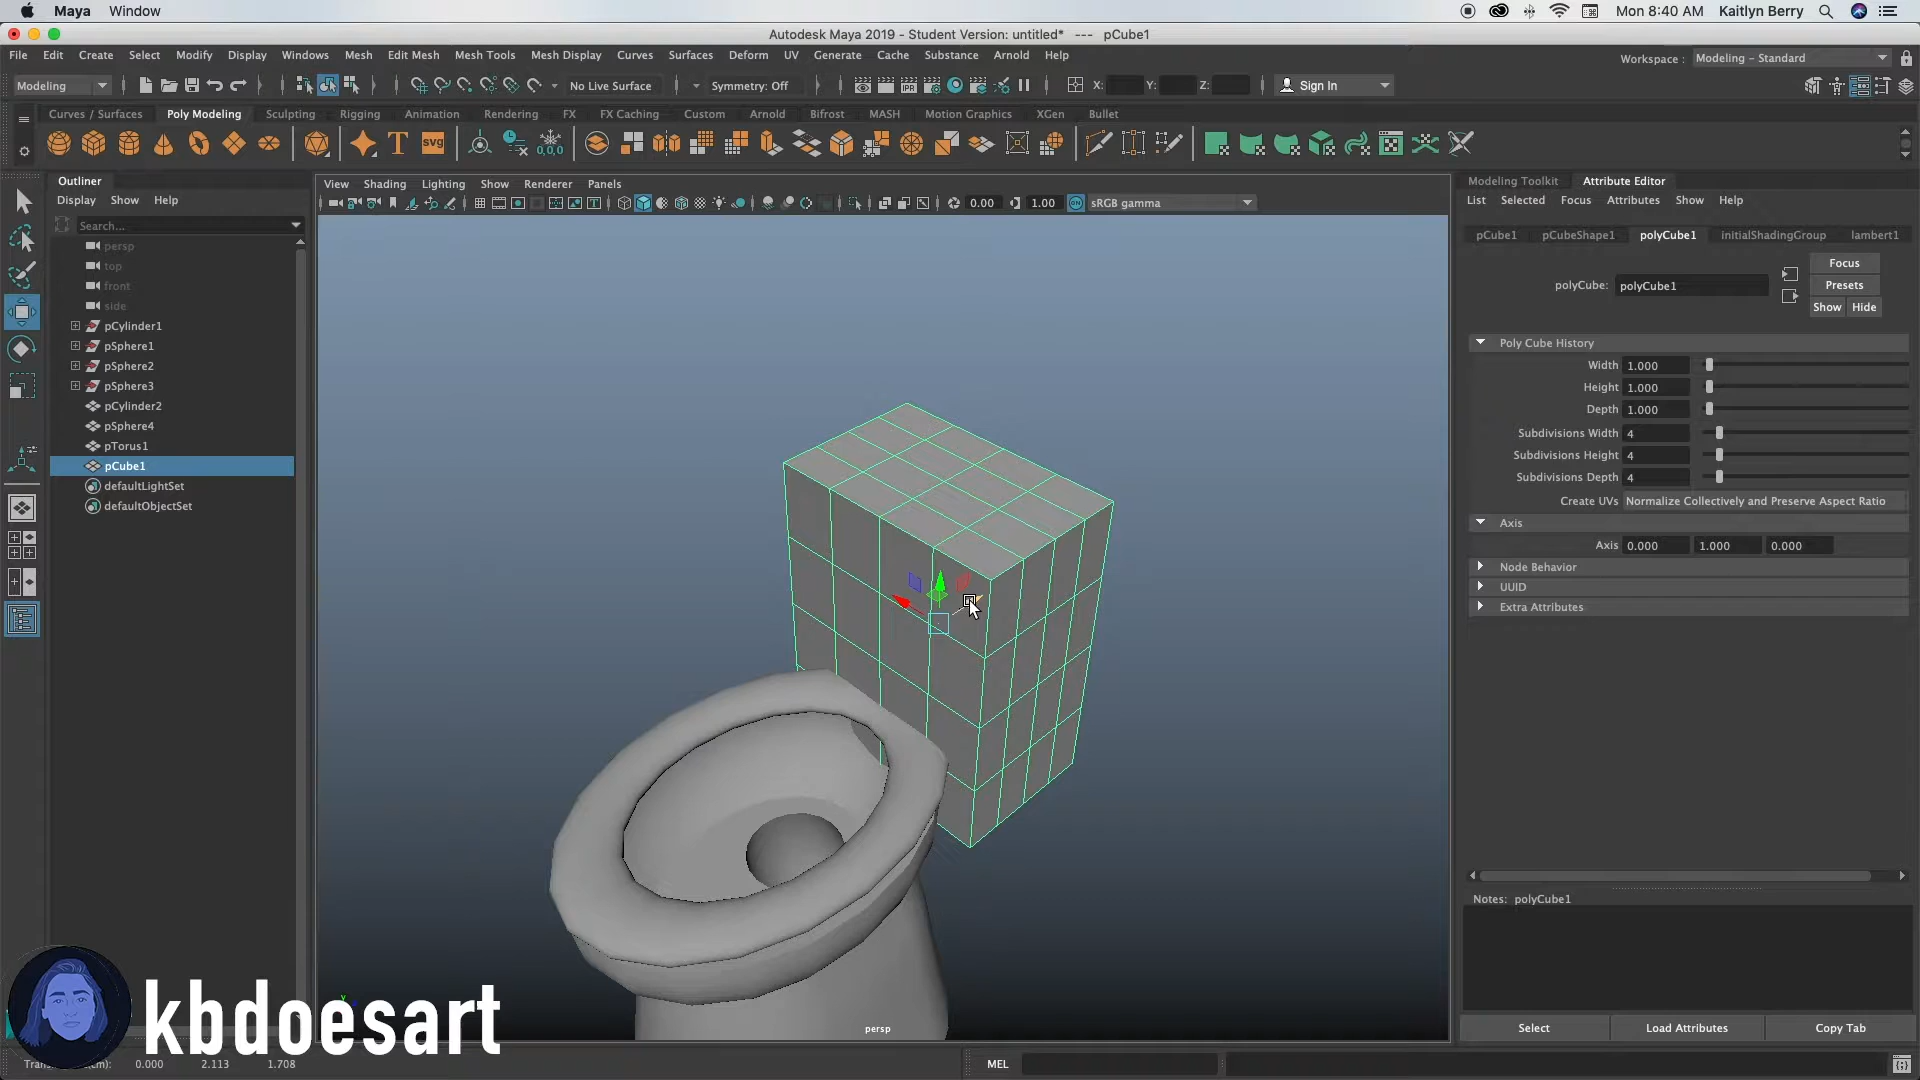 Maya Window
Mon 8:40 AM Kaitlyn Berry
Autodesk Maya 2019 - Student Version: untitled* --- pCube1
File Edit Create Select Modify Display Windows Mesh Edit Mesh Mesh Tools Mesh Display Curves Surfaces Deform UV Generate Cache Substance Arnold Help
Workspace : Modeling - Standard
Modeling
No Live Surface
Symmetry: Off
X: Y: Z:
Sign In
Curves / Surfaces Poly Modeling Sculpting Rigging Animation Rendering FX FX Caching Custom Arnold Bifrost MASH Motion Graphics XGen Bullet
Outliner
Display Show Help
Search...
persp
top
front
side
pCylinder1
pSphere1
pSphere2
pSphere3
pCylinder2
pSphere4
pTorus1
pCube1
defaultLightSet
defaultObjectSet
View Shading Lighting Show Renderer Panels
0.00 1.00 sRGB gamma
persp
Modeling Toolkit Attribute Editor
List Selected Focus Attributes Show Help
pCube1 pCubeShape1 polyCube1 initialShadingGroup lambert1
polyCube: polyCube1
Focus
Presets
Show Hide
Poly Cube History
Width 1.000
Height 1.000
Depth 1.000
Subdivisions Width 4
Subdivisions Height 4
Subdivisions Depth 4
Create UVs Normalize Collectively and Preserve Aspect Ratio
Axis
Axis 0.000 1.000 0.000
Node Behavior
UUID
Extra Attributes
Notes: polyCube1
Select Load Attributes Copy Tab
kbdoesart
0.000 2.113 1.708
MEL